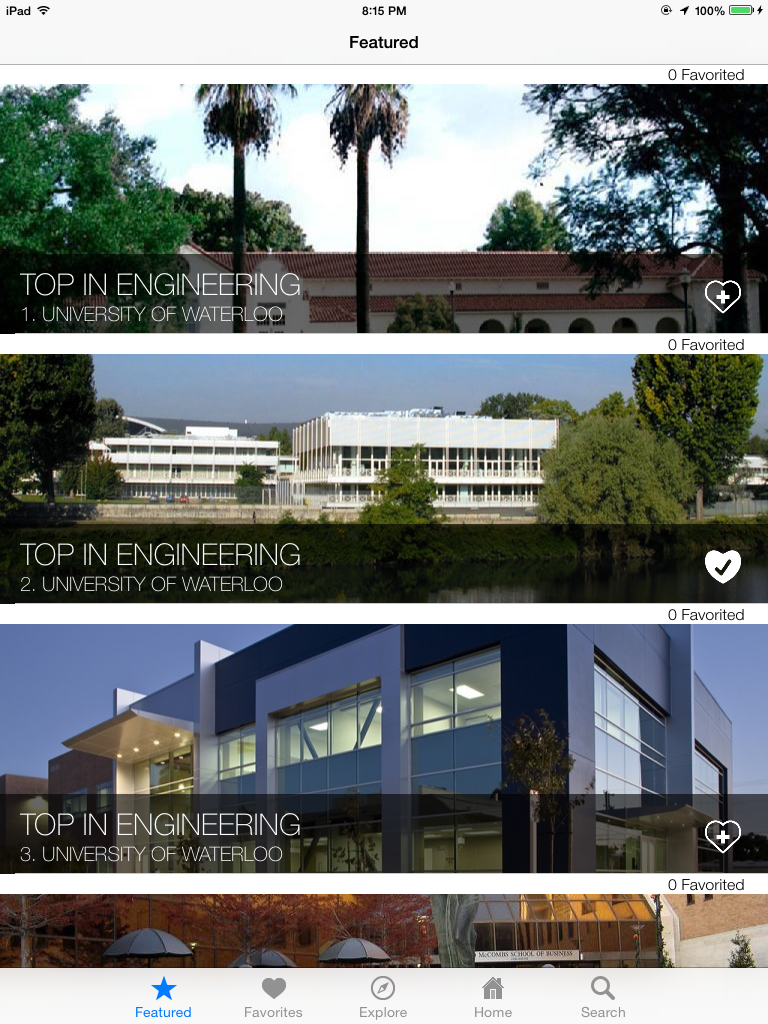 iPad 8:15 PM 100%
Featured
0 Favorited
TOP IN ENGINEERING
1. UNIVERSITY OF WATERLOO
0 Favorited
TOP IN ENGINEERING
2. UNIVERSITY OF WATERLOO
0 Favorited
TOP IN ENGINEERING
3. UNIVERSITY OF WATERLOO
0 Favorited
McCOMBS SCHOOL OF BUSINESS
Featured Favorites Explore Home Search